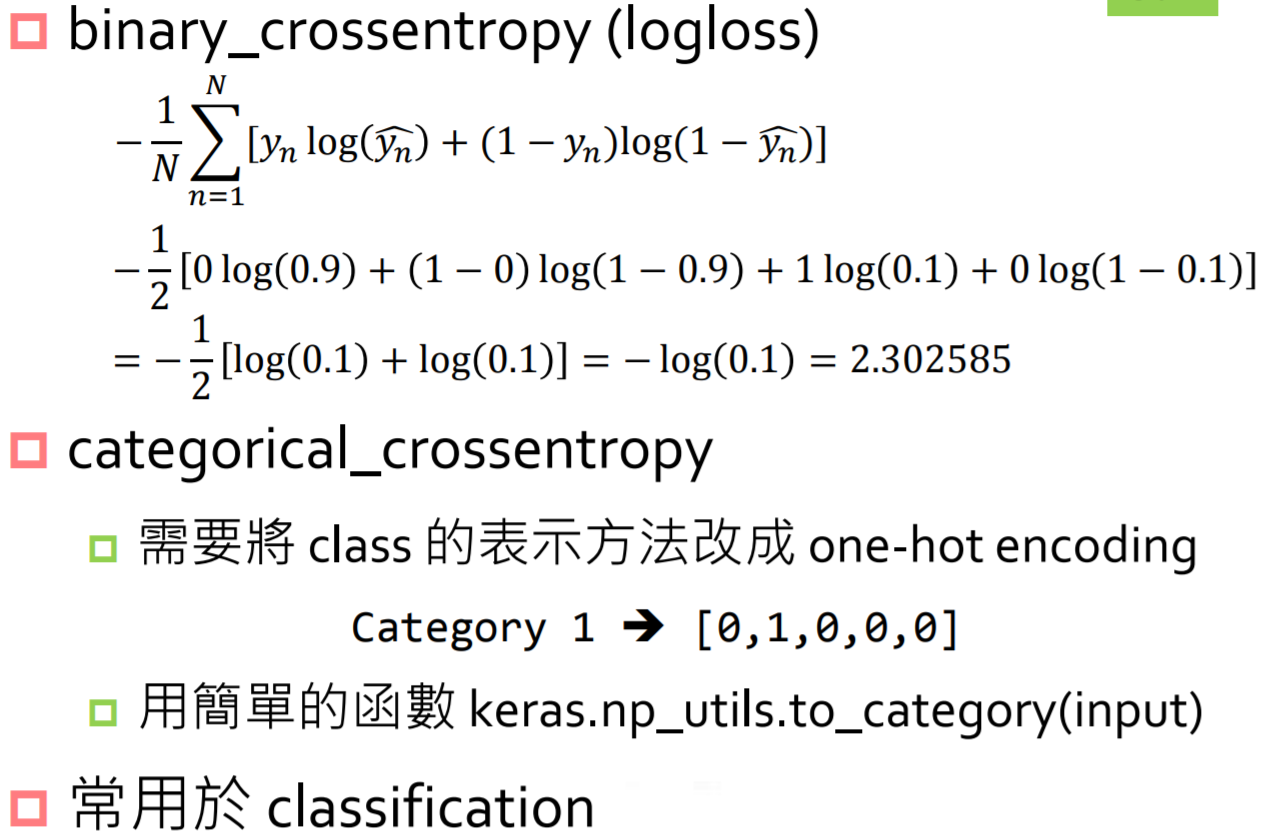 binary_crossentropy (logloss)
−\frac{1}{N}\sum_{n=1}^{N}[y_n log(\widehat{y_n}) + (1 − y_n)log(1 − \widehat{y_n})]
−\frac{1}{2}[0 log(0.9) + (1 − 0) log(1 − 0.9) + 1 log(0.1) + 0 log(1 − 0.1)]
= −\frac{1}{2}[log(0.1) + log(0.1)] = − log(0.1) = 2.302585
categorical_crossentropy
需要將 class 的表示方法改成 one-hot encoding
Category 1 ➔ [0,1,0,0,0]
用簡單的函數 keras.np_utils.to_category(input)
常用於 classification